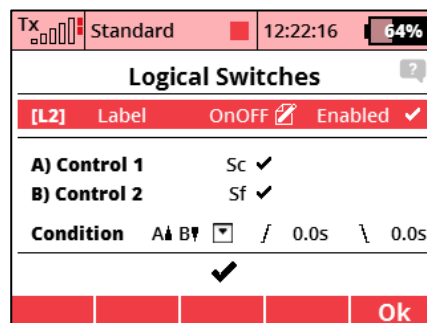 Tx Standard 12:22:16 64%
Logical Switches ?
[L2] Label OnOFF Enabled
A) Control 1 Sc
B) Control 2 Sf
Condition A B 0.0s 0.0s
Ok